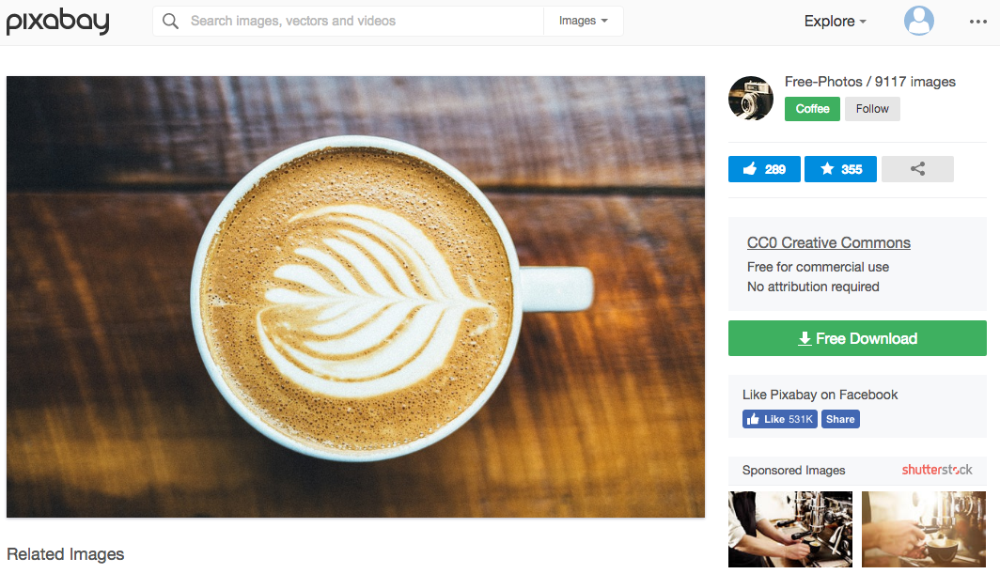 pixabay
Search images, vectors and videos
Images
Explore
Free-Photos / 9117 images
Coffee
Follow
289
355
CC0 Creative Commons
Free for commercial use
No attribution required
Free Download
Like Pixabay on Facebook
Like 531K
Share
Sponsored Images
shutterstock
Related Images